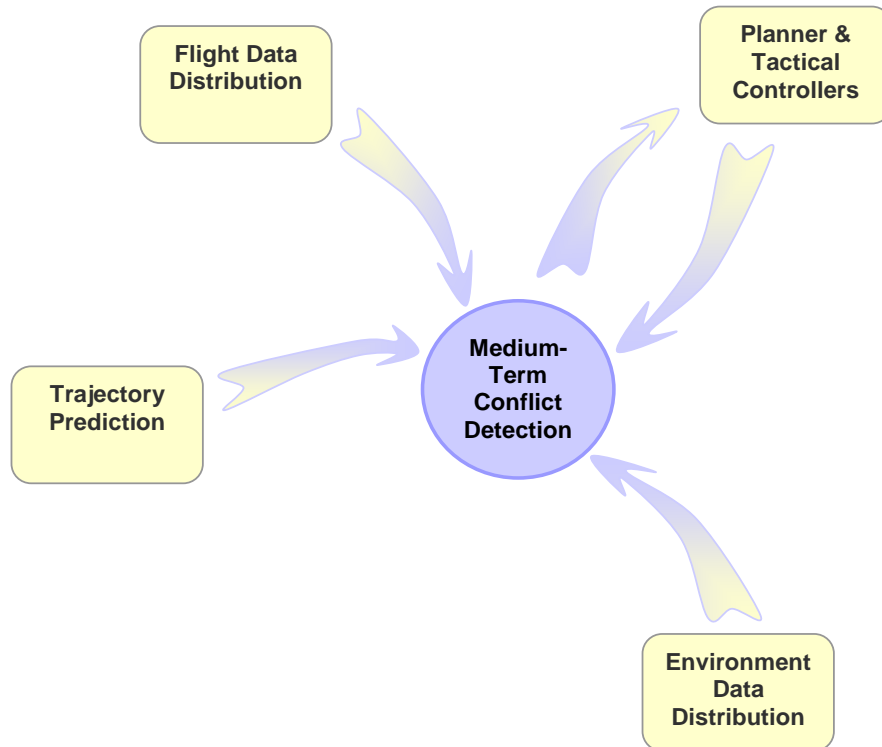 Flight Data
Distribution
Planner &
Tactical
Controllers
Medium-
Term
Conflict
Detection
Trajectory
Prediction
Environment
Data
Distribution